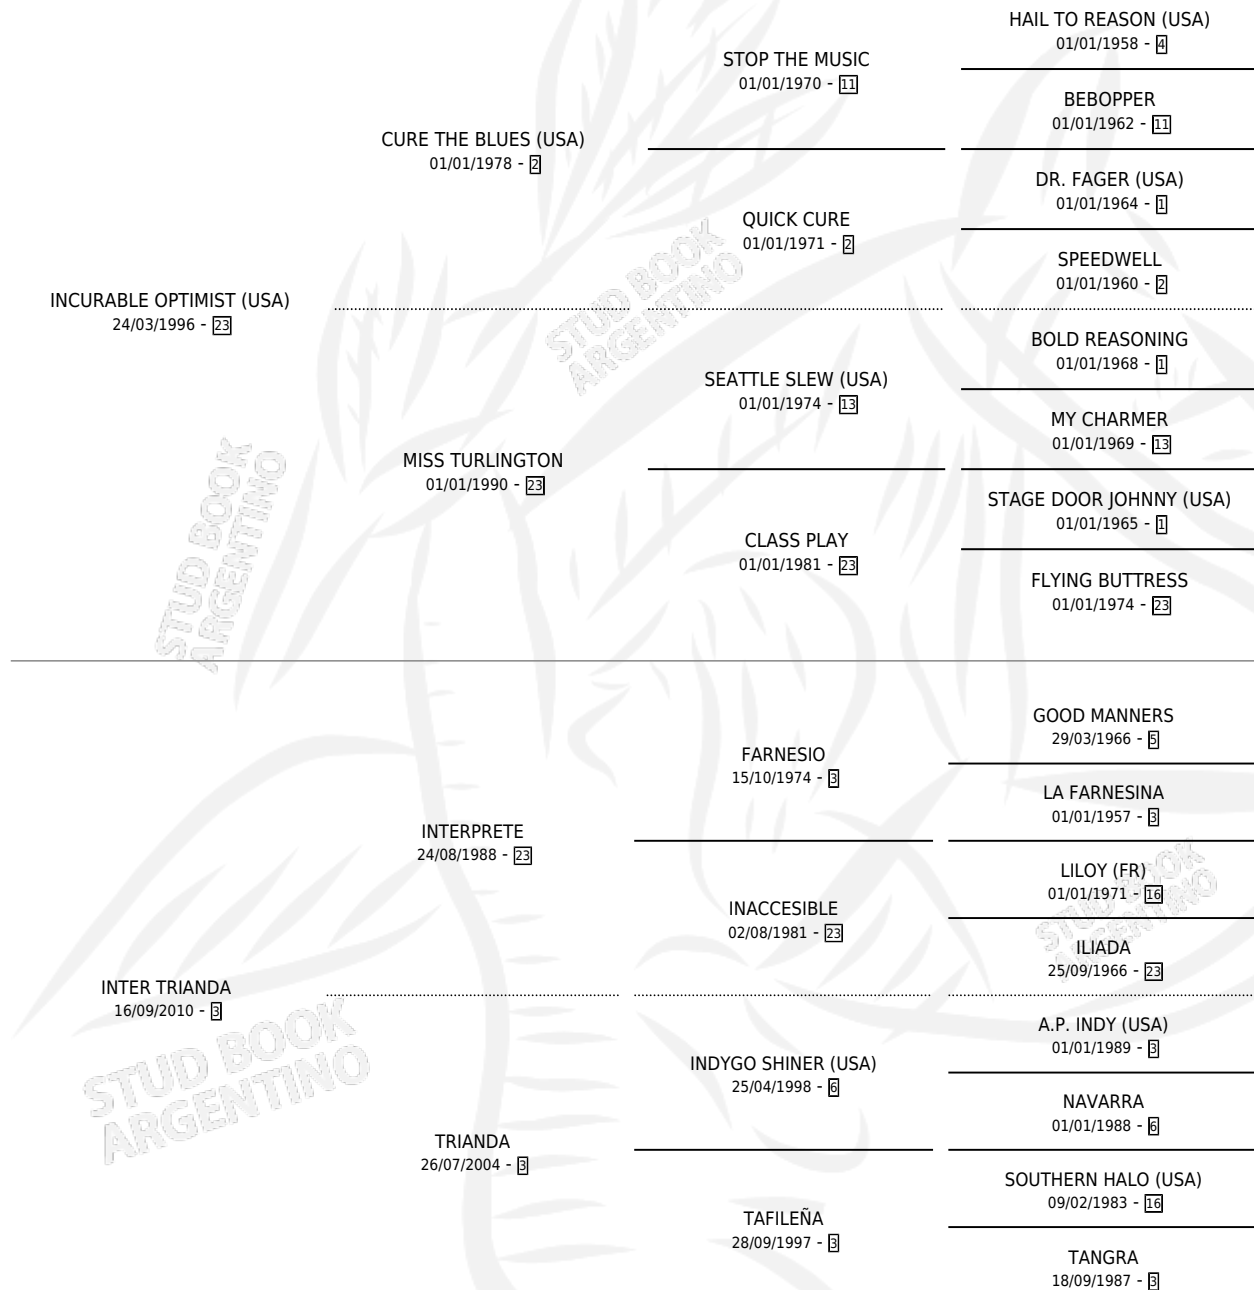 HAIL TO REASON (USA)
01/01/1958 - 4
STOP THE MUSIC
01/01/1970 - 11
BEBOPPER
01/01/1962 - 11
CURE THE BLUES (USA)
01/01/1978 - 2
DR. FAGER (USA)
01/01/1964 - 1
QUICK CURE
01/01/1971 - 2
SPEEDWELL
01/01/1960 - 2
INCURABLE OPTIMIST (USA)
24/03/1996 - 23
BOLD REASONING
01/01/1968 - 1
SEATTLE SLEW (USA)
01/01/1974 - 13
MY CHARMER
01/01/1969 - 13
MISS TURLINGTON
01/01/1990 - 23
STAGE DOOR JOHNNY (USA)
01/01/1965 - 1
CLASS PLAY
01/01/1981 - 23
FLYING BUTTRESS
01/01/1974 - 23
STUD BOOK
ARGENTINO
STUD BOOK
ARGENTINO
GOOD MANNERS
29/03/1966 - 5
FARNESIO
15/10/1974 - 3
LA FARNESINA
01/01/1957 - 3
INTERPRETE
24/08/1988 - 23
LILOY (FR)
01/01/1971 - 16
INACCESIBLE
02/08/1981 - 23
ILIADA
25/09/1966 - 23
INTER TRIANDA
16/09/2010 - 3
A.P. INDY (USA)
01/01/1989 - 3
INDYGO SHINER (USA)
25/04/1998 - 6
NAVARRA
01/01/1988 - 6
TRIANDA
26/07/2004 - 3
SOUTHERN HALO (USA)
09/02/1983 - 16
TAFILEÑA
28/09/1997 - 3
TANGRA
18/09/1987 - 3
STUD BOOK
ARGENTINO
STUD BOOK
ARGENTINO